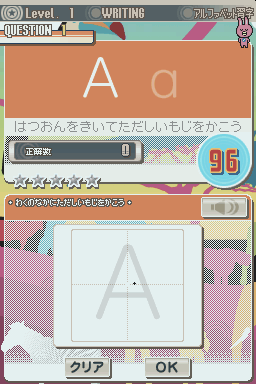 Level. 1 WRITING アルファベット習字
QUESTION 1
A a
はつおんをきいてただしいもじをかこう
正解数 0
96
・わくのなかにただしいもじをかこう・
A
クリア OK